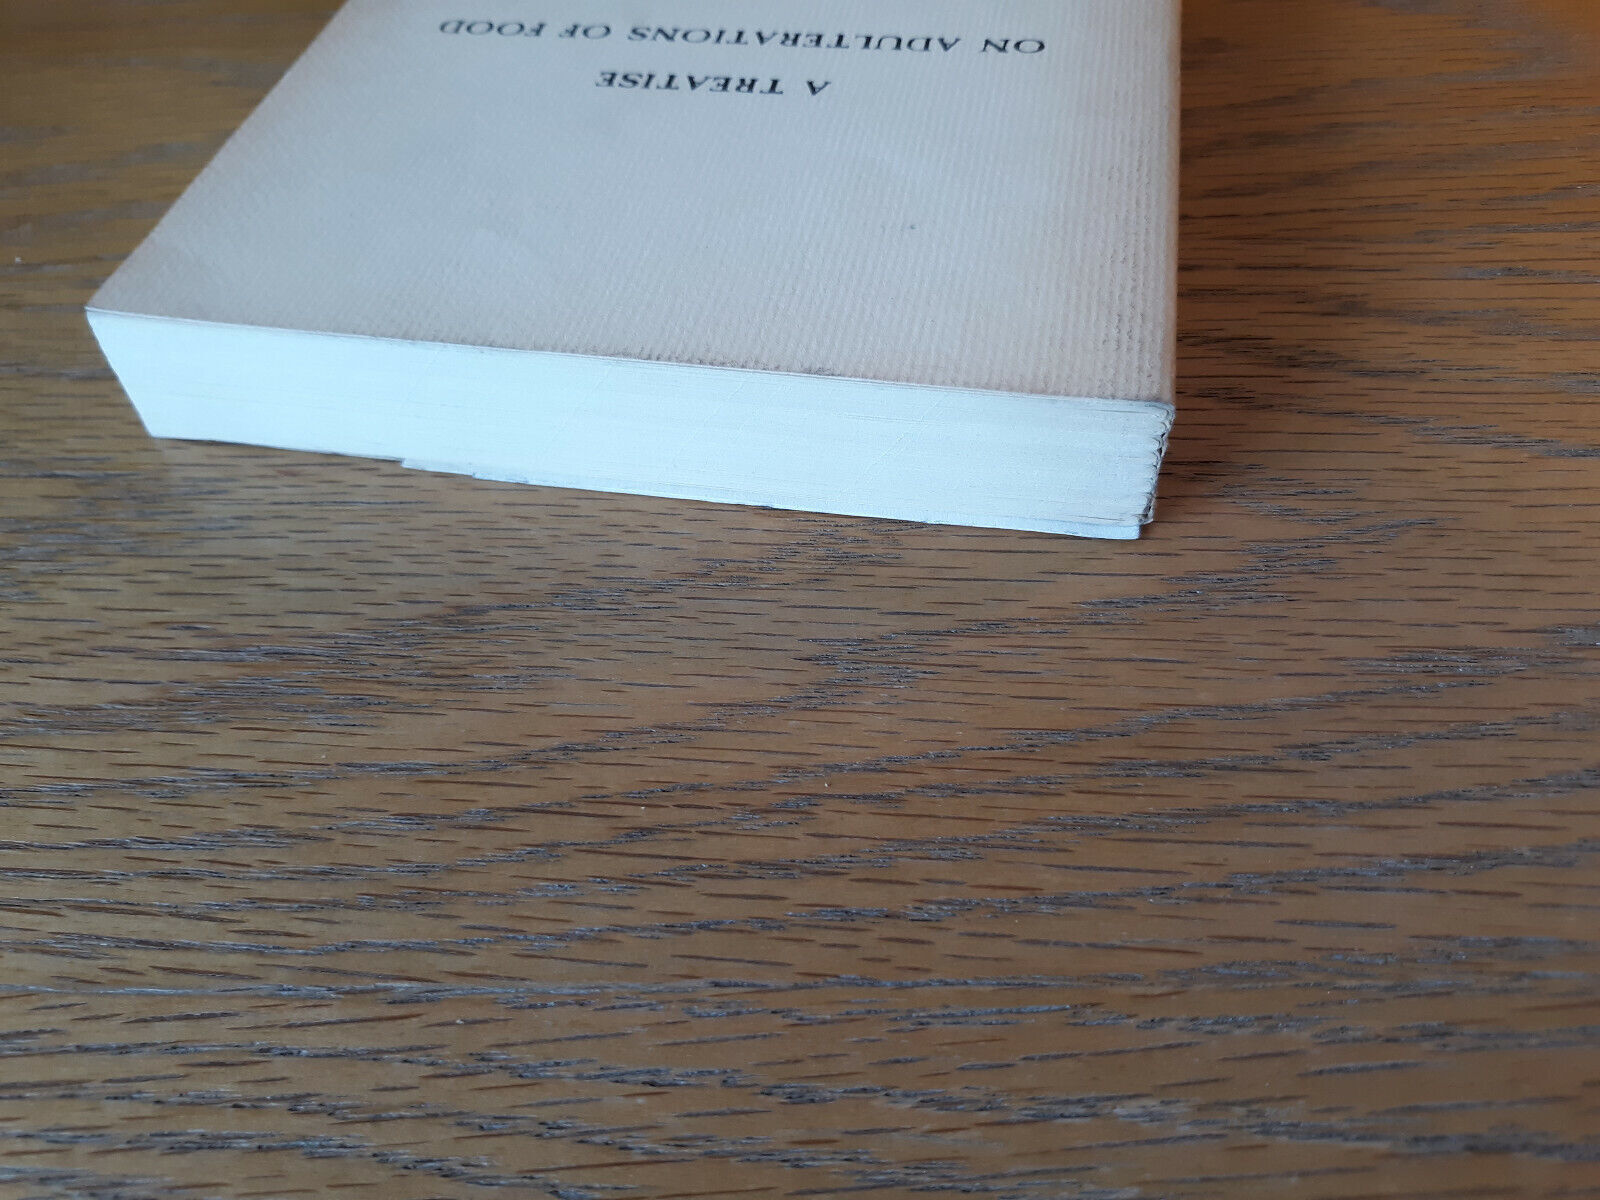 A TREATISE
ON ADULTERATIONS OF FOOD